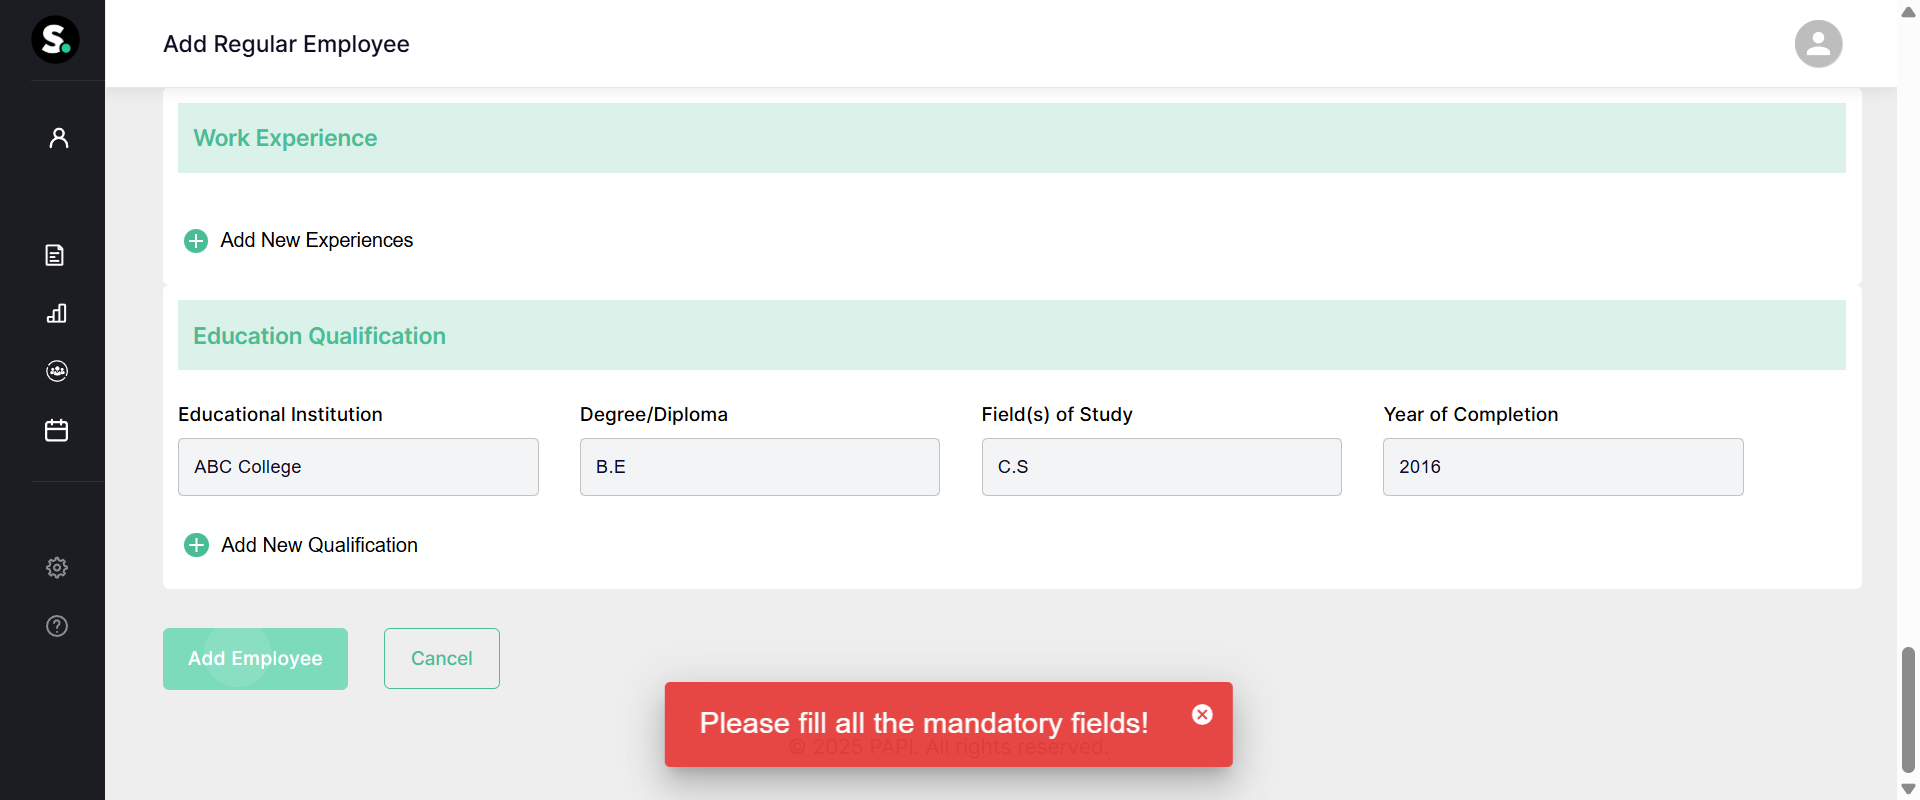 S.
Add Regular Employee
Work Experience
Add New Experiences
Education Qualification
Educational Institution Degree/Diploma Field(s) of Study Year of Completion
ABC College B.E C.S 2016
Add New Qualification
Add Employee Cancel
Please fill all the mandatory fields!
© 2025 PAPI. All rights reserved.